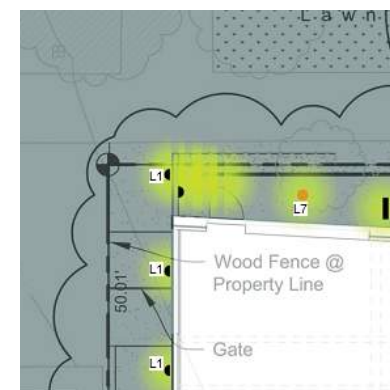 Lawn
L1
L7
Wood Fence @
Property Line
L1
50.01'
Gate
L1